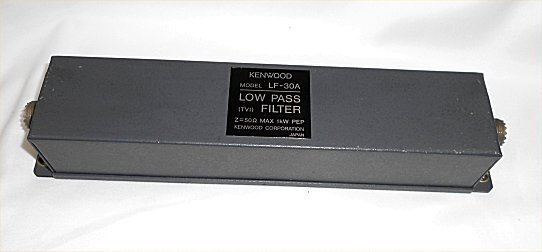 KENWOOD
MODEL LF-30A
LOW PASS
(TVI) FILTER
Z=50Ω MAX 1kW PEP
KENWOOD CORPORATION
JAPAN